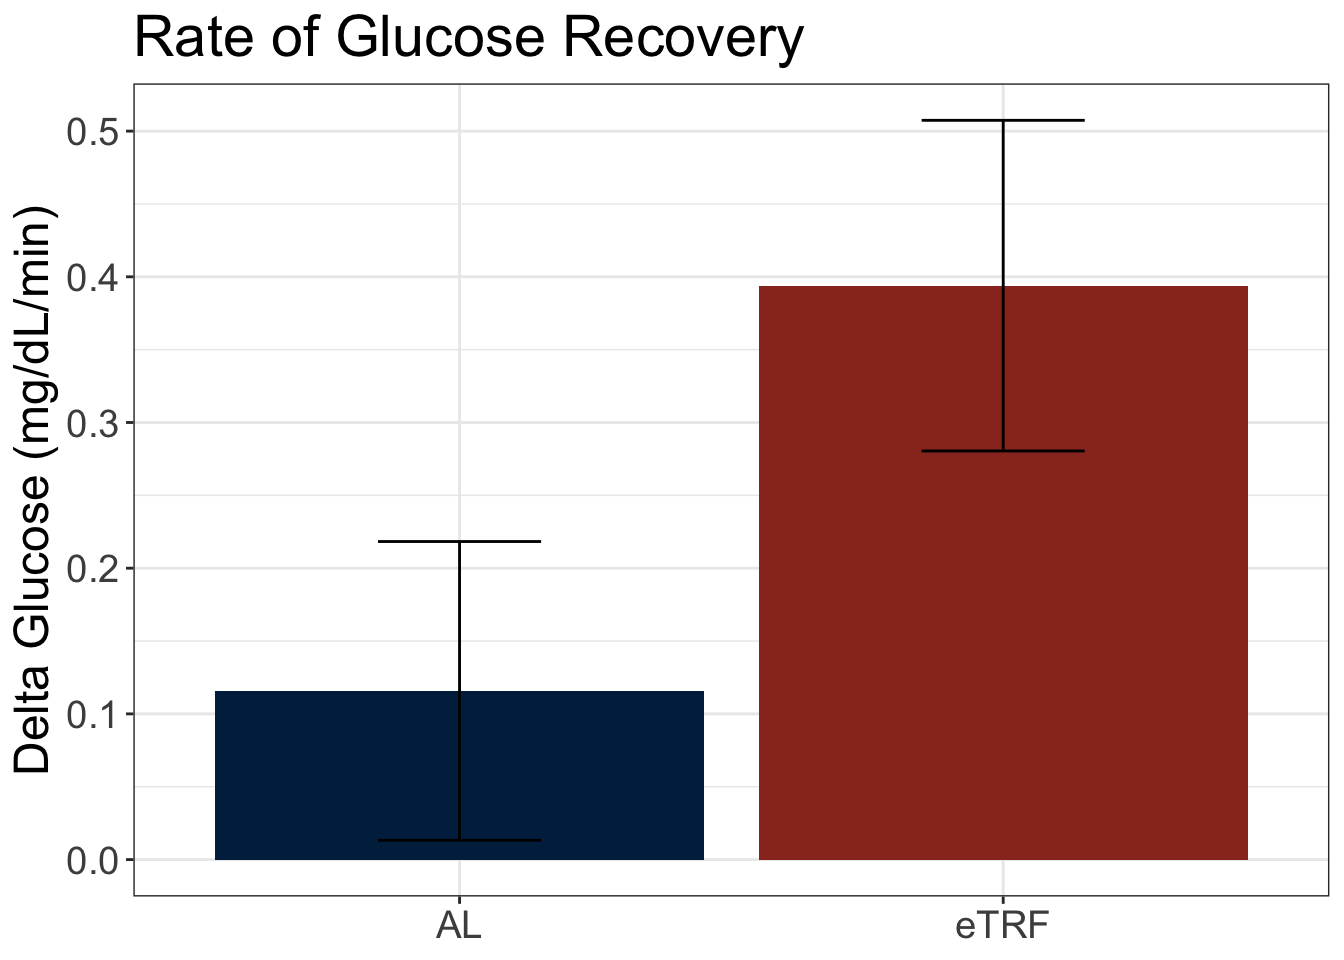 Rate of Glucose Recovery
Delta Glucose (mg/dL/min)
0.5
0.4
0.3
0.2
0.1
0.0
AL
eTRF